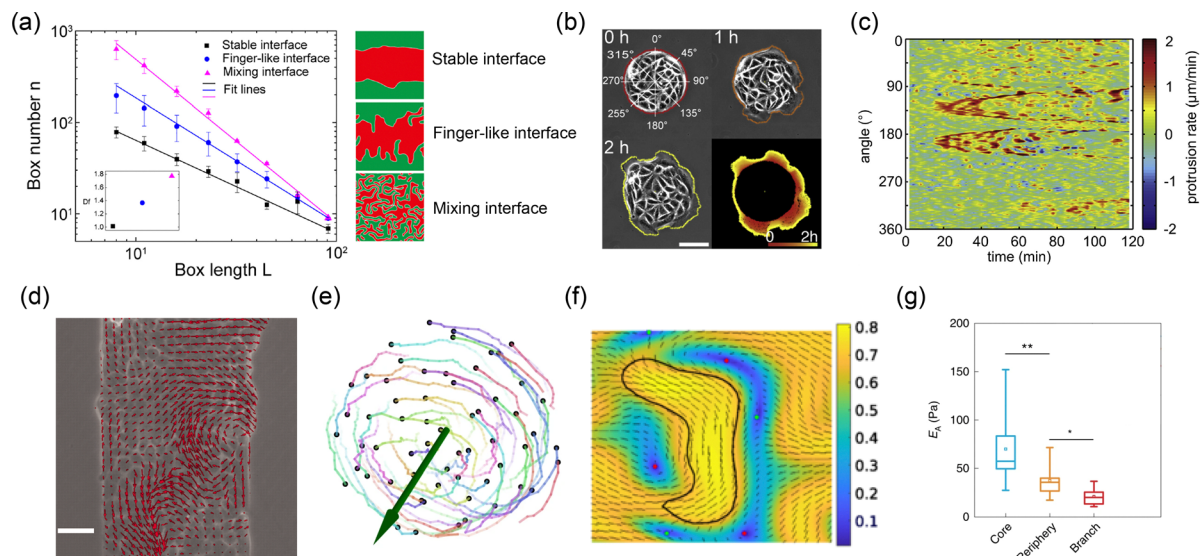 (a)
10³
10²
10¹
Box number n
Stable interface
Finger-like interface
Mixing interface
Fit lines
Df
1.8
1.6
1.4
1.2
1.0
10¹
10²
Box length L
Stable interface
Finger-like interface
Mixing interface
(b)
0 h
1 h
0°
315°
45°
270°
90°
255°
135°
180°
2 h
0
2h
(c)
0
90
180
270
360
angle (°)
0
20
40
60
80
100
120
time (min)
2
1
0
-1
-2
protrusion rate (μm/min)
(d)
(e)
(f)
0.8
0.7
0.6
0.5
0.4
0.3
0.2
0.1
(g)
200
150
100
50
0
E_A (Pa)
**
*
Core
Periphery
Branch